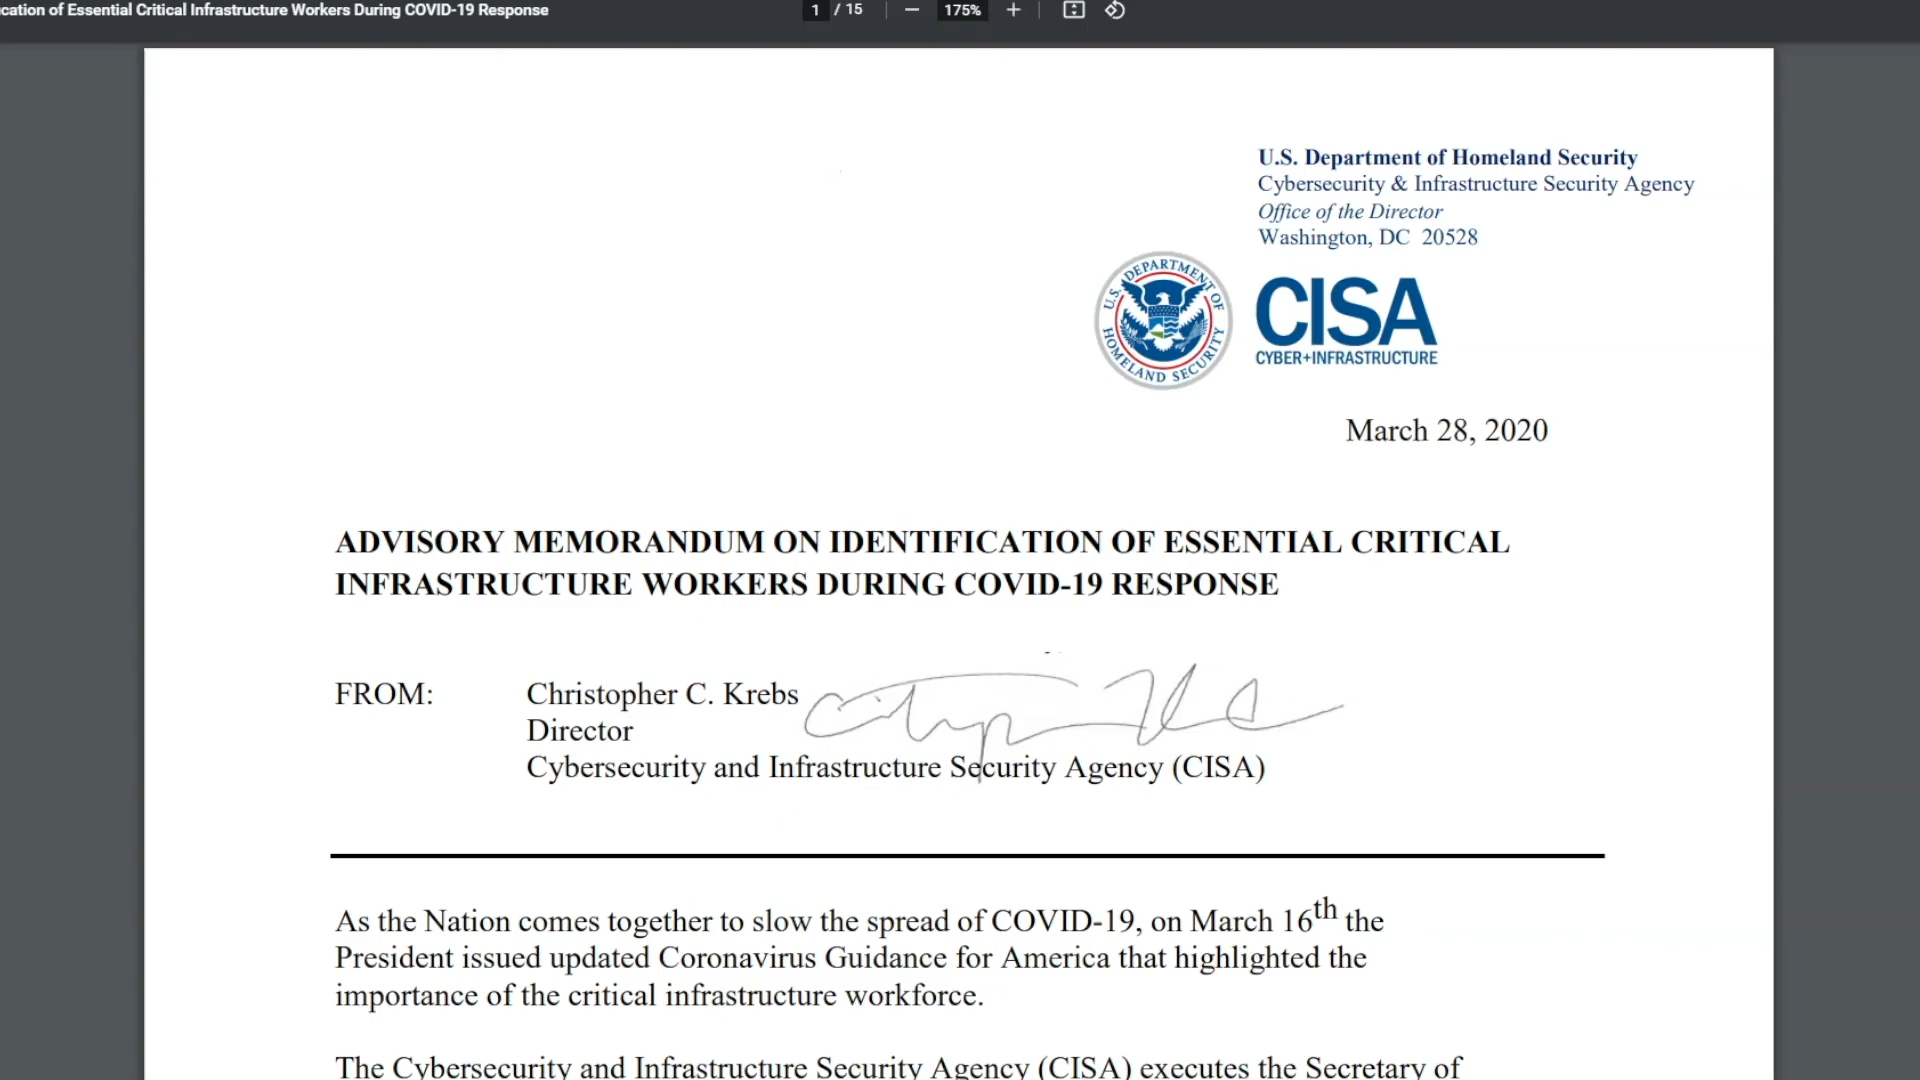 cation of Essential Critical Infrastructure Workers During COVID-19 Response
1 / 15
175%
U.S. Department of Homeland Security
Cybersecurity & Infrastructure Security Agency
Office of the Director
Washington, DC 20528
U.S. DEPARTMENT OF HOMELAND SECURITY
CISA
CYBER+INFRASTRUCTURE
March 28, 2020
ADVISORY MEMORANDUM ON IDENTIFICATION OF ESSENTIAL CRITICAL
INFRASTRUCTURE WORKERS DURING COVID-19 RESPONSE
FROM: Christopher C. Krebs
Director
Cybersecurity and Infrastructure Security Agency (CISA)
As the Nation comes together to slow the spread of COVID-19, on March 16th the
President issued updated Coronavirus Guidance for America that highlighted the
importance of the critical infrastructure workforce.
The Cybersecurity and Infrastructure Security Agency (CISA) executes the Secretary of